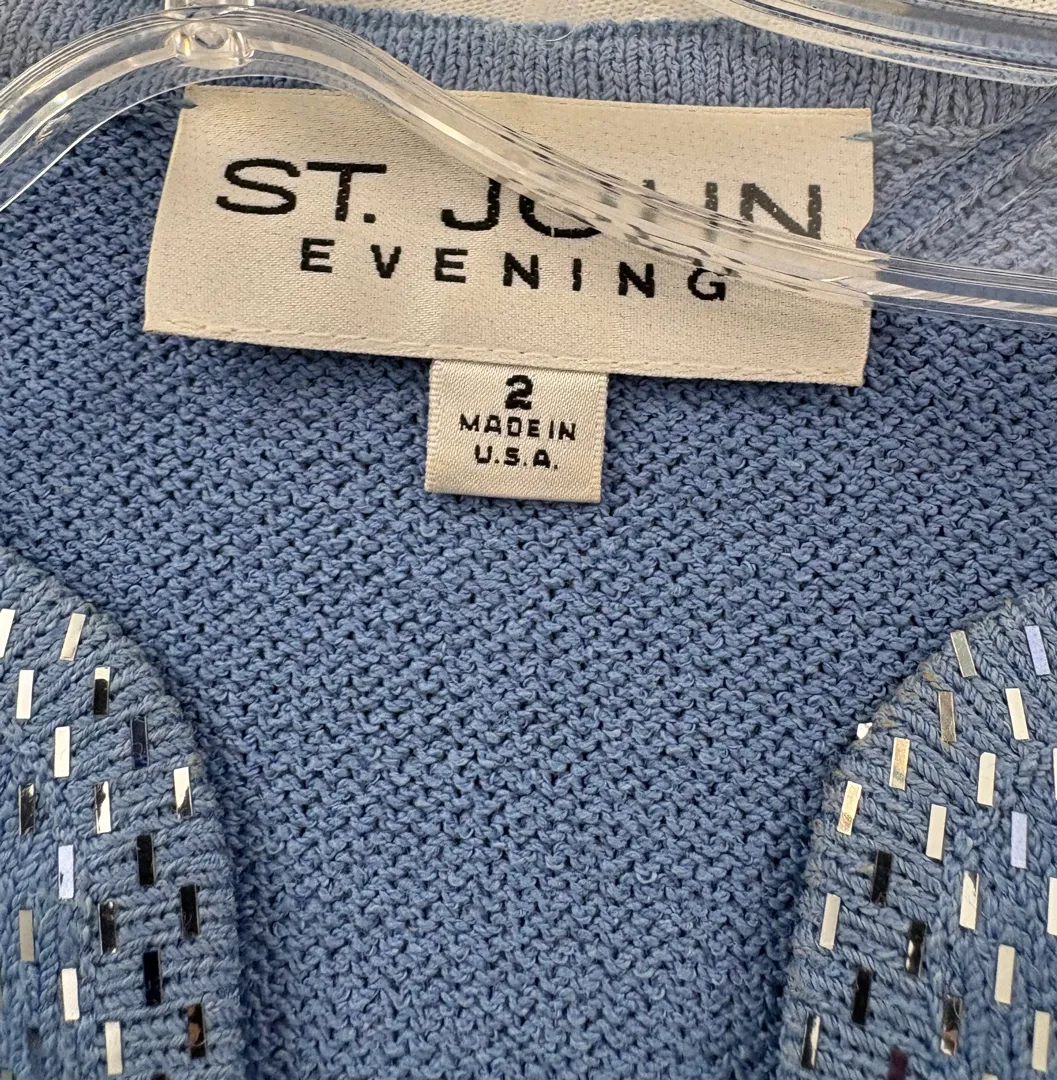 ST. JOHN
EVENING
2
MADE IN
U.S.A.